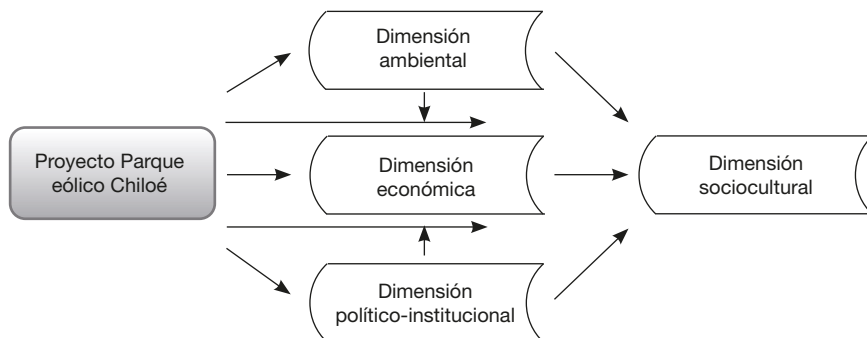 Dimensión
ambiental
Proyecto Parque
eólico Chiloé
Dimensión
económica
Dimensión
sociocultural
Dimensión
político-institucional